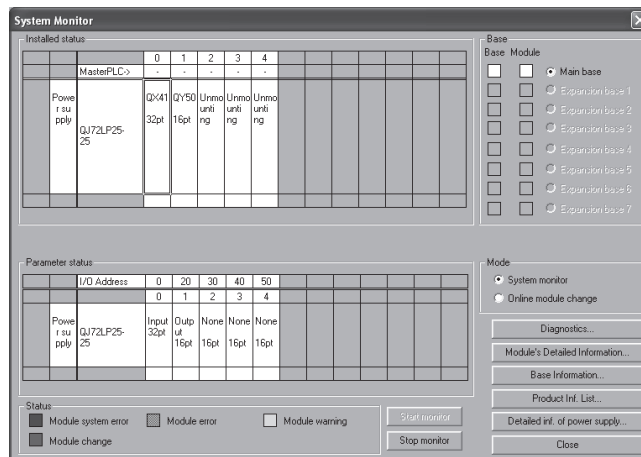 System Monitor
Installed status
0 1 2 3 4
MasterPLC-> - - - - -
Powe
r su
pply
QJ72LP25-
25
QX41
32pt
QY50
16pt
Unmo
unti
ng
Unmo
unti
ng
Unmo
unti
ng
Base
Base Module
Main base
Expansion base 1
Expansion base 2
Expansion base 3
Expansion base 4
Expansion base 5
Expansion base 6
Expansion base 7
Parameter status
I/O Address 0 20 30 40 50
0 1 2 3 4
Powe
r su
pply
QJ72LP25-
25
Input
32pt
Outp
ut
16pt
None
16pt
None
16pt
None
16pt
Mode
System monitor
Online module change
Diagnostics...
Module's Detailed Information...
Base Information...
Product Inf. List...
Detailed inf. of power supply...
Close
Status
Module system error Module error Module warning
Module change
Start monitor
Stop monitor